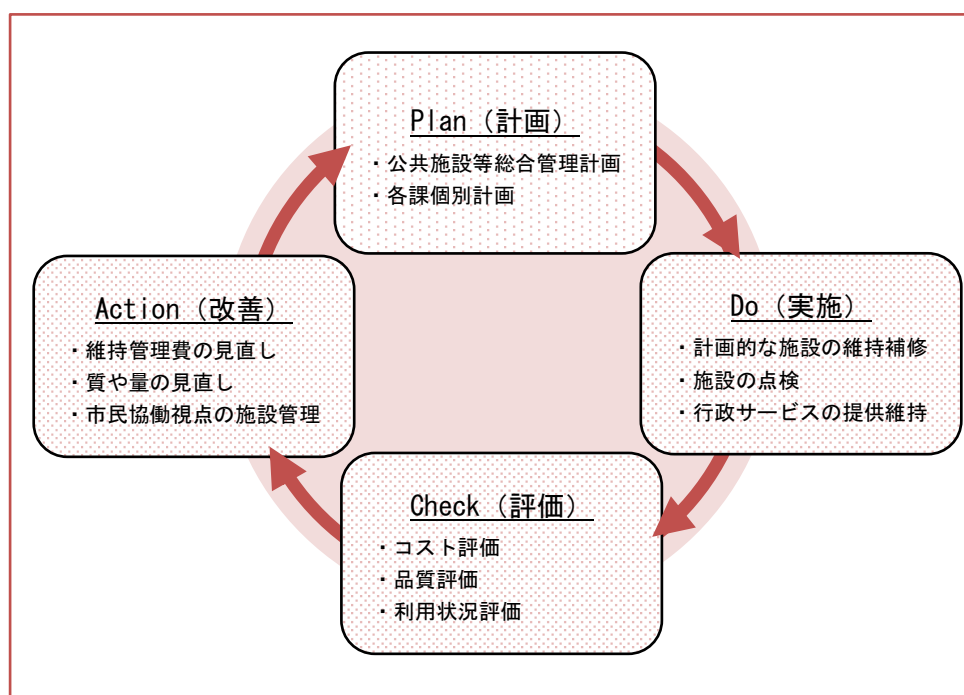 Plan（計画）
・公共施設等総合管理計画
・各課個別計画
Do（実施）
・計画的な施設の維持補修
・施設の点検
・行政サービスの提供維持
Check（評価）
・コスト評価
・品質評価
・利用状況評価
Action（改善）
・維持管理費の見直し
・質や量の見直し
・市民協働視点の施設管理